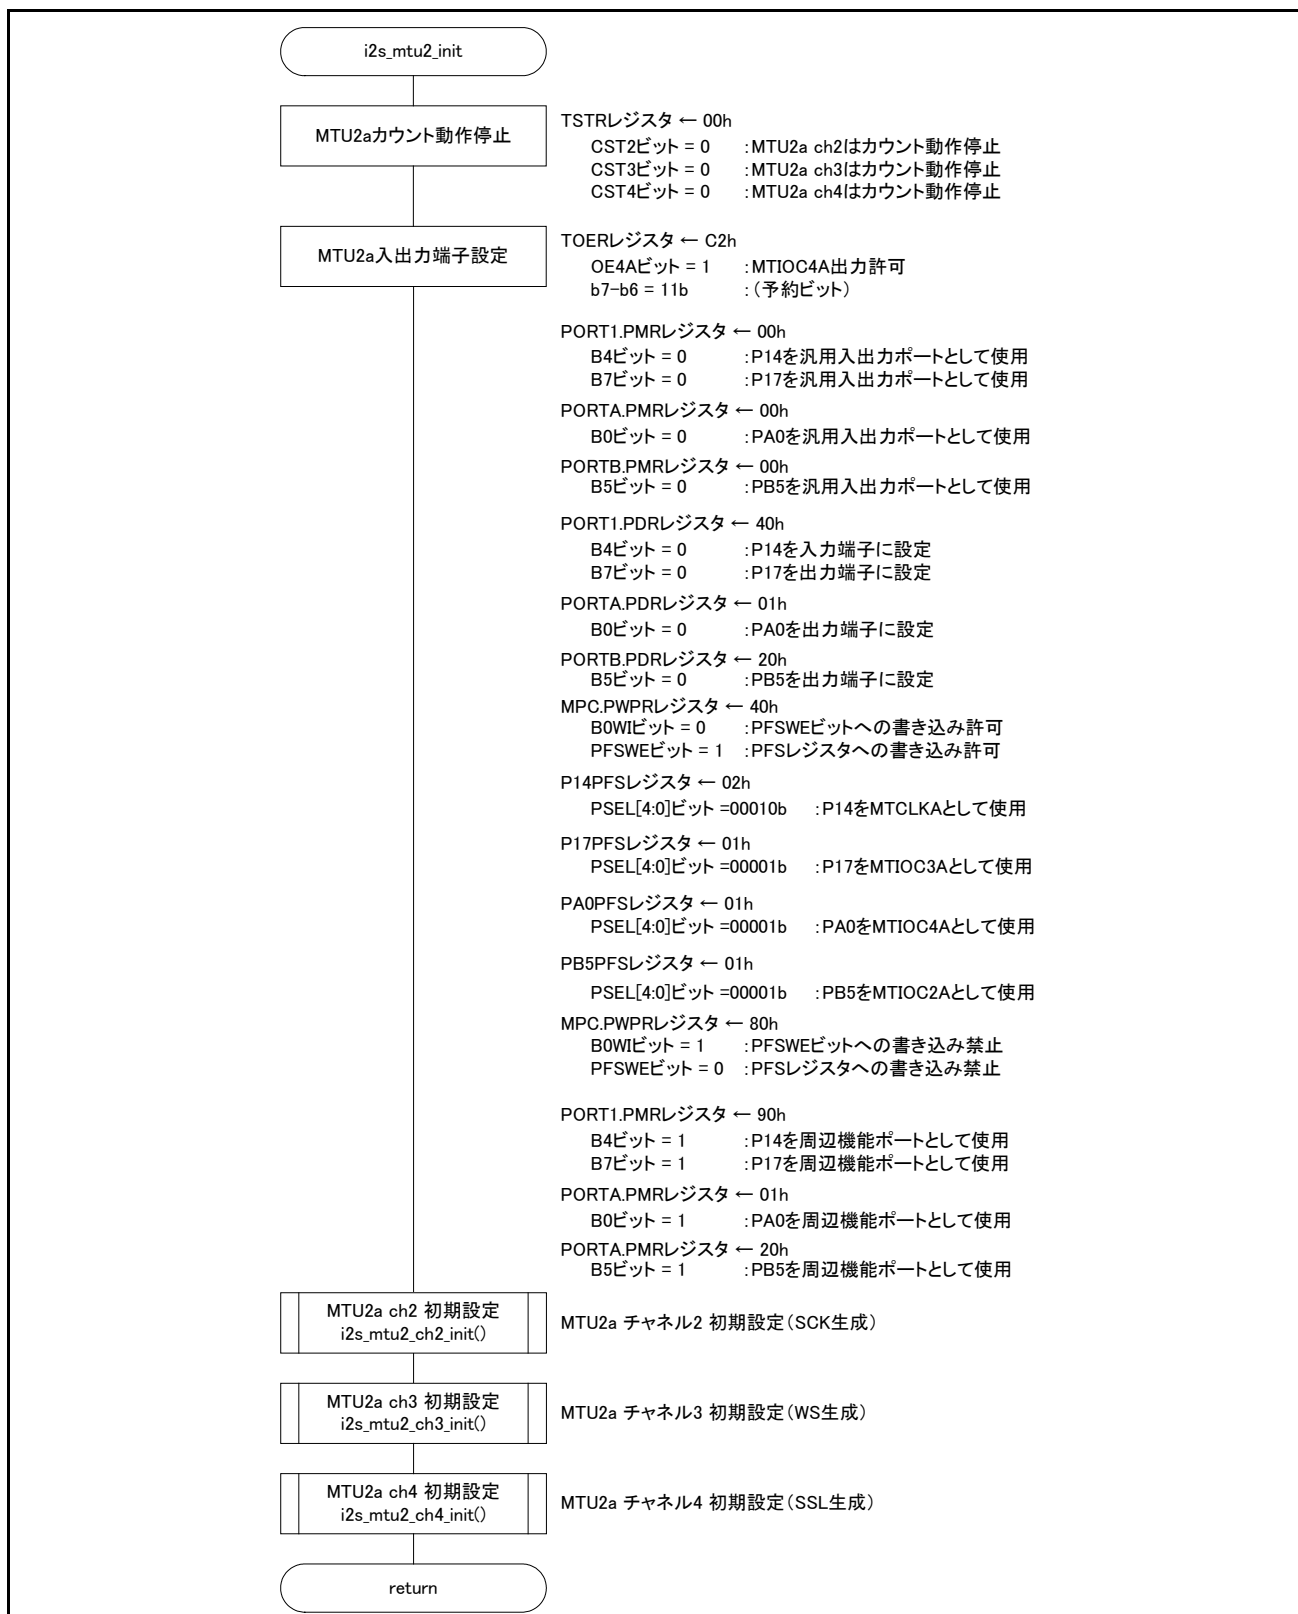 i2s_mtu2_init
MTU2aカウント動作停止
TSTRレジスタ ← 00h
CST2ビット = 0 :MTU2a ch2はカウント動作停止
CST3ビット = 0 :MTU2a ch3はカウント動作停止
CST4ビット = 0 :MTU2a ch4はカウント動作停止
MTU2a入出力端子設定
TOERレジスタ ← C2h
OE4Aビット = 1 :MTIOC4A出力許可
b7-b6 = 11b :(予約ビット)
PORT1.PMRレジスタ ← 00h
B4ビット = 0 :P14を汎用入出力ポートとして使用
B7ビット = 0 :P17を汎用入出力ポートとして使用
PORTA.PMRレジスタ ← 00h
B0ビット = 0 :PA0を汎用入出力ポートとして使用
PORTB.PMRレジスタ ← 00h
B5ビット = 0 :PB5を汎用入出力ポートとして使用
PORT1.PDRレジスタ ← 40h
B4ビット = 0 :P14を入力端子に設定
B7ビット = 0 :P17を出力端子に設定
PORTA.PDRレジスタ ← 01h
B0ビット = 0 :PA0を出力端子に設定
PORTB.PDRレジスタ ← 20h
B5ビット = 0 :PB5を出力端子に設定
MPC.PWPRレジスタ ← 40h
B0WIビット = 0 :PFSWEビットへの書き込み許可
PFSWEビット = 1 :PFSレジスタへの書き込み許可
P14PFSレジスタ ← 02h
PSEL[4:0]ビット =00010b :P14をMTCLKAとして使用
P17PFSレジスタ ← 01h
PSEL[4:0]ビット =00001b :P17をMTIOC3Aとして使用
PA0PFSレジスタ ← 01h
PSEL[4:0]ビット =00001b :PA0をMTIOC4Aとして使用
PB5PFSレジスタ ← 01h
PSEL[4:0]ビット =00001b :PB5をMTIOC2Aとして使用
MPC.PWPRレジスタ ← 80h
B0WIビット = 1 :PFSWEビットへの書き込み禁止
PFSWEビット = 0 :PFSレジスタへの書き込み禁止
PORT1.PMRレジスタ ← 90h
B4ビット = 1 :P14を周辺機能ポートとして使用
B7ビット = 1 :P17を周辺機能ポートとして使用
PORTA.PMRレジスタ ← 01h
B0ビット = 1 :PA0を周辺機能ポートとして使用
PORTA.PMRレジスタ ← 20h
B5ビット = 1 :PB5を周辺機能ポートとして使用
MTU2a ch2 初期設定
i2s_mtu2_ch2_init()
MTU2a チャネル2 初期設定(SCK生成)
MTU2a ch3 初期設定
i2s_mtu2_ch3_init()
MTU2a チャネル3 初期設定(WS生成)
MTU2a ch4 初期設定
i2s_mtu2_ch4_init()
MTU2a チャネル4 初期設定(SSL生成)
return